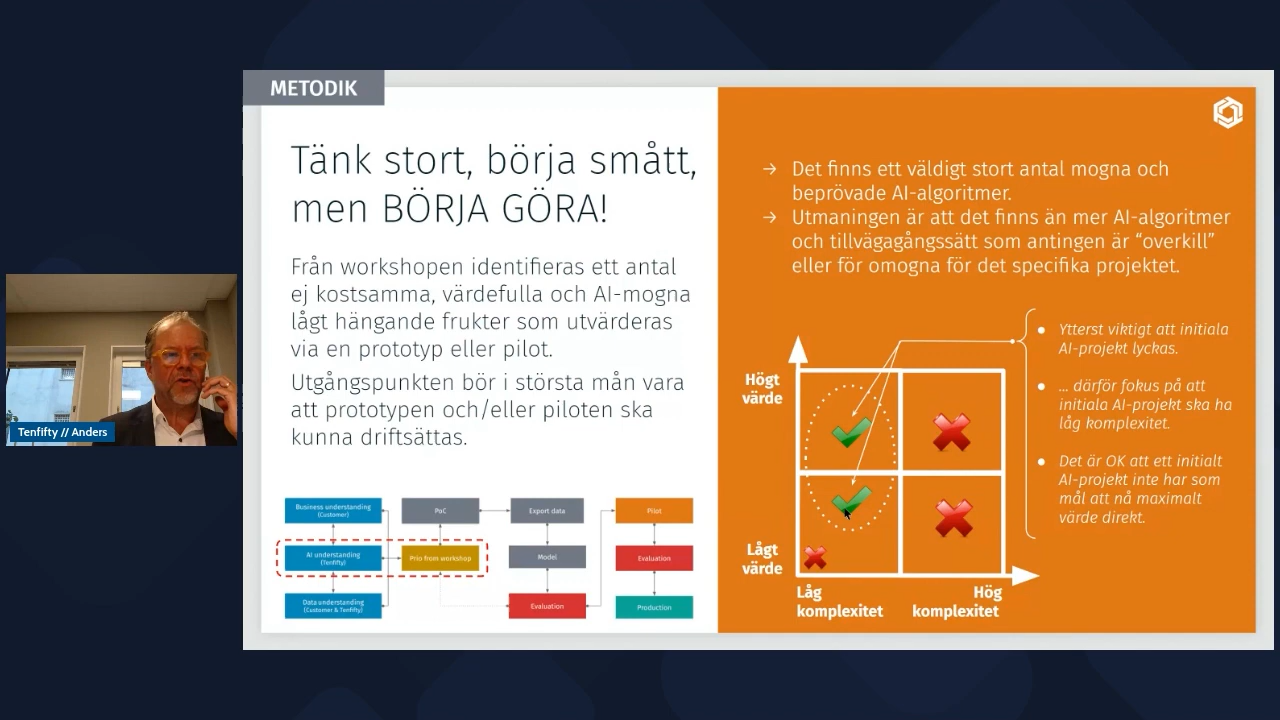 METODIK
Tänk stort, börja smått,
men BÖRJA GÖRA!
Från workshopen identifieras ett antal
ej kostsamma, värdefulla och AI-mogna
lågt hängande frukter som utvärderas
via en prototyp eller pilot.
Utgångspunkten bör i största mån vara
att prototypen och/eller piloten ska
kunna driftsättas.
Business understanding
(Customer)
PoC
Export data
Pilot
AI understanding
(Tenfifty)
Prio from workshop
Model
Evaluation
Data understanding
(Customer & Tenfifty)
Evaluation
Production
→ Det finns ett väldigt stort antal mogna och
beprövade AI-algoritmer.
→ Utmaningen är att det finns än mer AI-algoritmer
och tillvägagångssätt som antingen är “overkill”
eller för omogna för det specifika projektet.
Högt
värde
Lågt
värde
Låg
komplexitet
Hög
komplexitet
● Ytterst viktigt att initiala
AI-projekt lyckas.
● ... därför fokus på att
initiala AI-projekt ska ha
låg komplexitet.
● Det är OK att ett initialt
AI-projekt inte har som
mål att nå maximalt
värde direkt.
Tenfifty // Anders